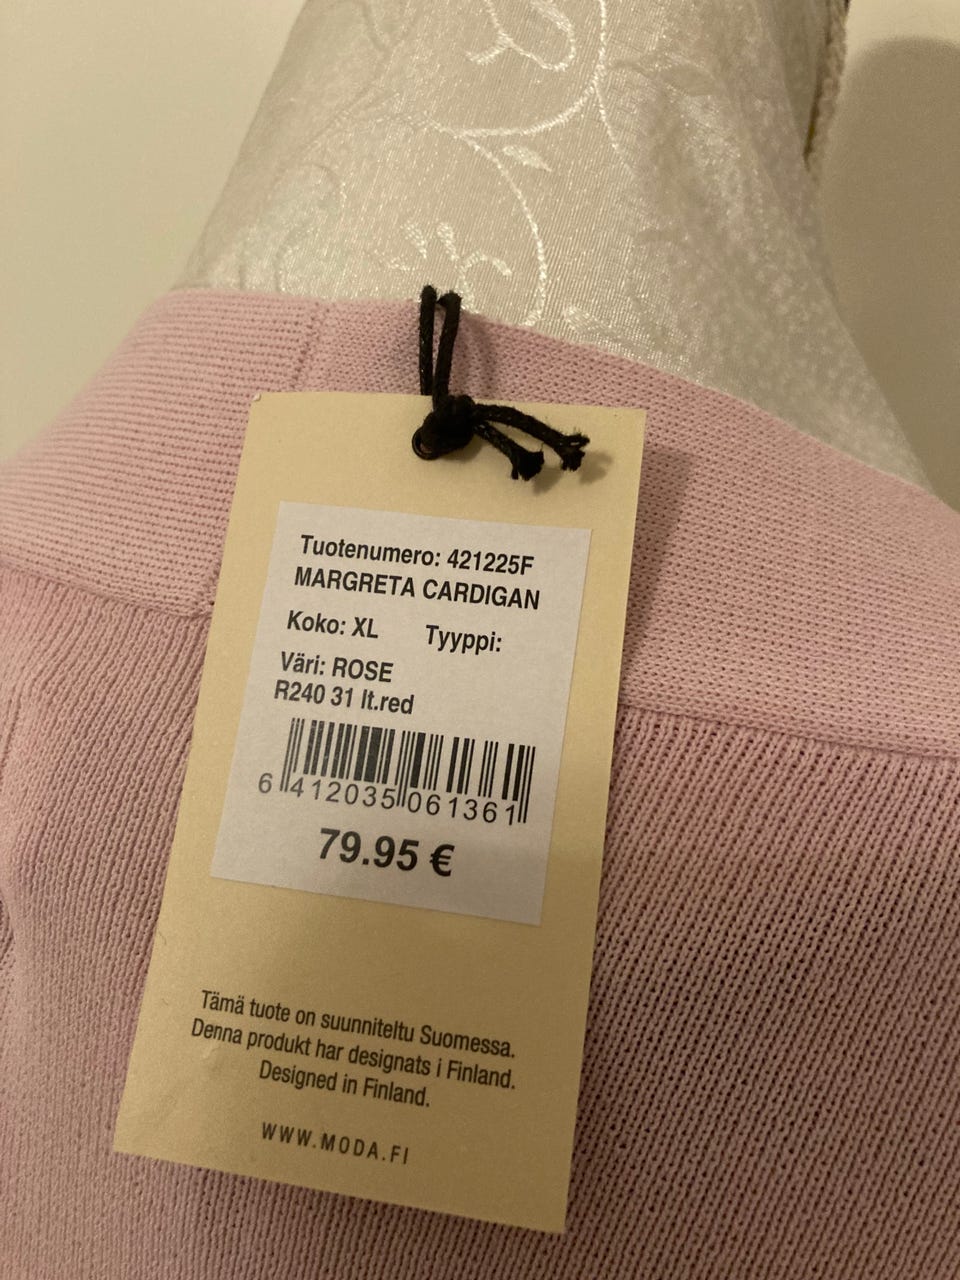 Tuotenumero: 421225F
MARGRETA CARDIGAN
Koko: XL Tyyppi:
Väri: ROSE
R240 31 lt.red
6 412035 061361
79.95 €
Tämä tuote on suunniteltu Suomessa.
Denna produkt har designats i Finland.
Designed in Finland.
WWW.MODA.FI